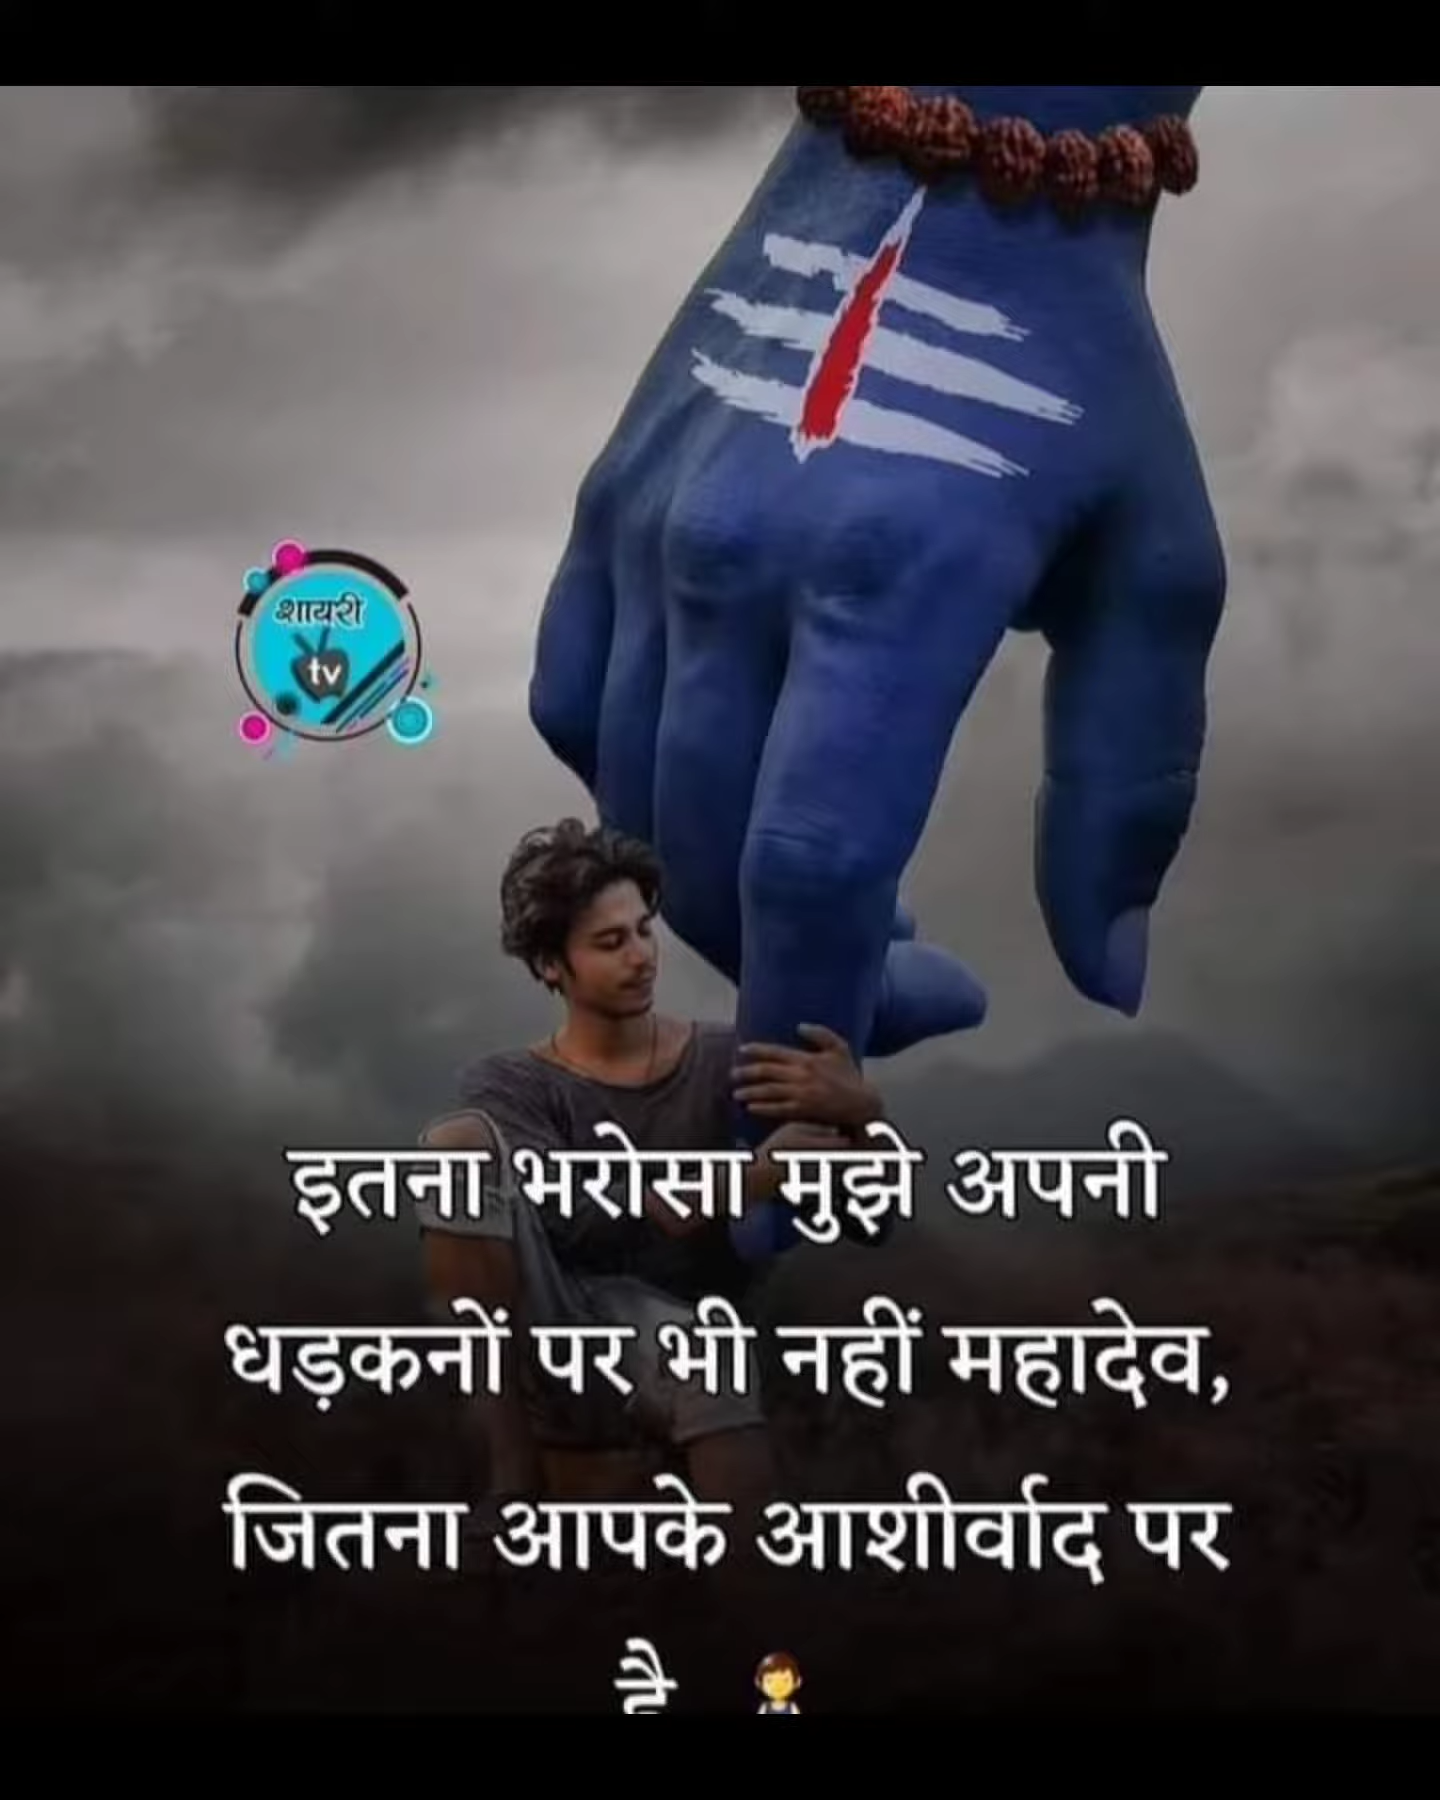 शायरी
tv
इतना भरोसा मुझे अपनी
धड़कनों पर भी नहीं महादेव,
जितना आपके आशीर्वाद पर
है